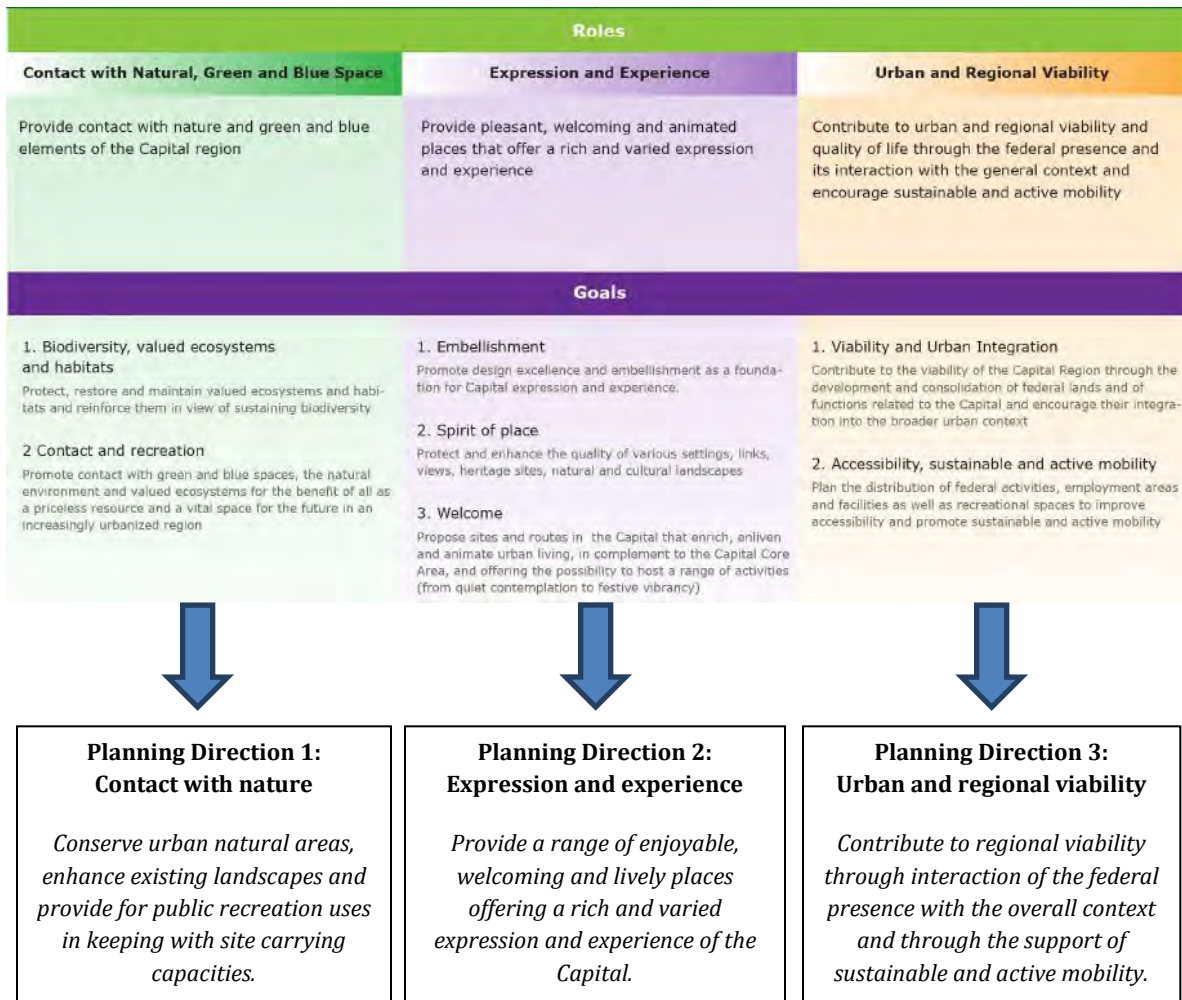 Roles
Contact with Natural, Green and Blue Space
Provide contact with nature and green and blue
elements of the Capital region
Expression and Experience
Provide pleasant, welcoming and animated
places that offer a rich and varied expression
and experience
Urban and Regional Viability
Contribute to urban and regional viability and
quality of life through the federal presence and
its interaction with the general context and
encourage sustainable and active mobility
Goals
1. Biodiversity, valued ecosystems
and habitats
Protect, restore and maintain valued ecosystems and habi-
tats and reinforce them in view of sustaining biodiversity
2 Contact and recreation
Promote contact with green and blue spaces, the natural
environment and valued ecosystems for the benefit of all as
a priceless resource and a vital space for the future in an
increasingly urbanized region
1. Embellishment
Promote design excellence and embellishment as a founda-
tion for Capital expression and experience.
2. Spirit of place
Protect and enhance the quality of various settings, links,
views, heritage sites, natural and cultural landscapes
3. Welcome
Propose sites and routes in the Capital that enrich, enliven
and animate urban living, in complement to the Capital Core
Area, and offering the possibility to host a range of activities
(from quiet contemplation to festive vibrancy)
1. Viability and Urban Integration
Contribute to the viability of the Capital Region through the
development and consolidation of federal lands and of
functions related to the Capital and encourage their integra-
tion into the broader urban context
2. Accessibility, sustainable and active mobility
Plan the distribution of federal activities, employment areas
and facilities as well as recreational spaces to improve
accessibility and promote sustainable and active mobility
Planning Direction 1:
Contact with nature
Conserve urban natural areas,
enhance existing landscapes and
provide for public recreation uses
in keeping with site carrying
capacities.
Planning Direction 2:
Expression and experience
Provide a range of enjoyable,
welcoming and lively places
offering a rich and varied
expression and experience of the
Capital.
Planning Direction 3:
Urban and regional viability
Contribute to regional viability
through interaction of the federal
presence with the overall context
and through the support of
sustainable and active mobility.